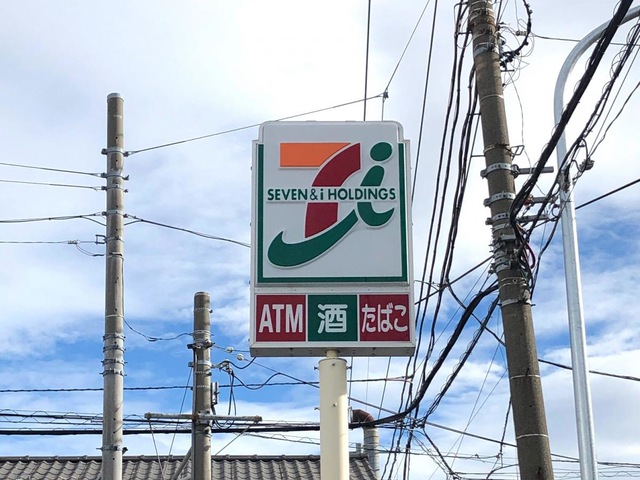 SEVEN & i HOLDINGS
ATM 酒 たばこ